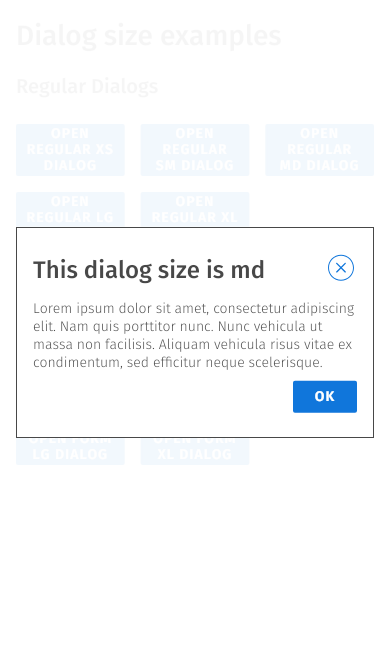 Dialog size examples
Regular Dialogs
OPEN
REGULAR XS
DIALOG
OPEN
REGULAR
SM DIALOG
OPEN
REGULAR
MD DIALOG
OPEN
REGULAR LG
OPEN
REGULAR XL
This dialog size is md
Lorem ipsum dolor sit amet, consectetur adipiscing
elit. Nam quis porttitor nunc. Nunc vehicula ut
massa non facilisis. Aliquam vehicula risus vitae ex
condimentum, sed efficitur neque scelerisque.
OK
OPEN FORM
LG DIALOG
OPEN FORM
XL DIALOG